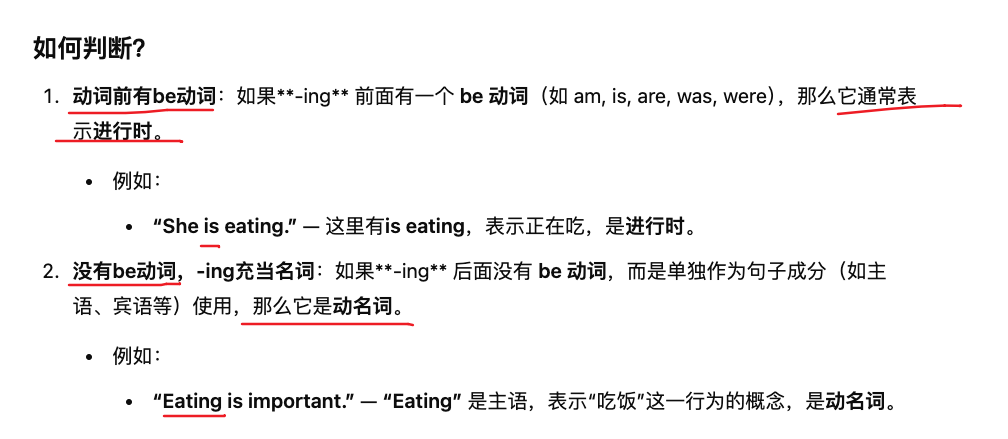 如何判断?
1. 动词前有be动词：如果**-ing** 前面有一个 be 动词（如 am, is, are, was, were），那么它通常表
示进行时。
• 例如：
• “She is eating.” — 这里有is eating，表示正在吃，是进行时。
2. 没有be动词，-ing充当名词：如果**-ing** 后面没有 be 动词，而是单独作为句子成分（如主
语、宾语等）使用，那么它是动名词。
• 例如：
• “Eating is important.” — “Eating” 是主语，表示“吃饭”这一行为的概念，是动名词。